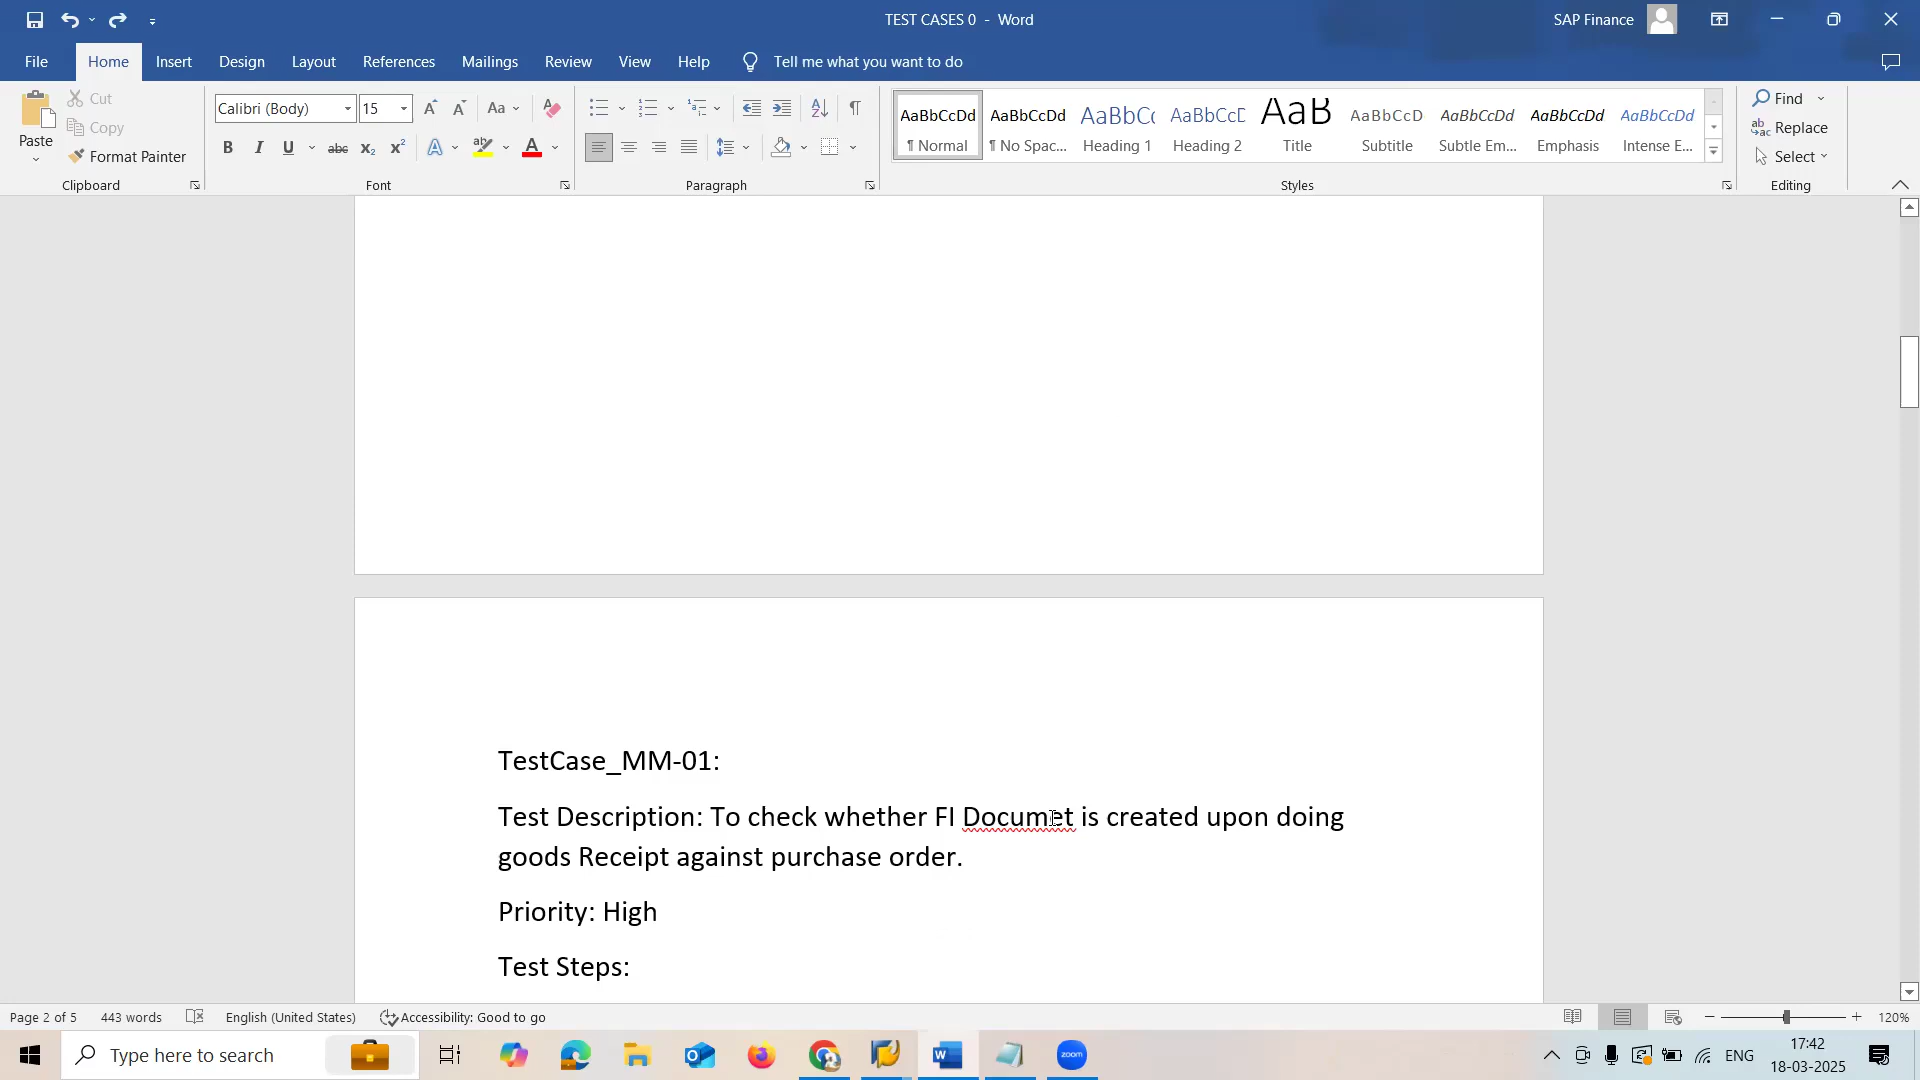 TEST CASES 0 - Word
SAP Finance
File Home Insert Design Layout References Mailings Review View Help Tell me what you want to do
Paste
Cut
Copy
Format Painter
Clipboard
Calibri (Body) 15
Aa
B I U abc x₂ x² A A
Font
Paragraph
AaBbCcDd AaBbCcDd AaBbCc AaBbCcD AaB AaBbCcD AaBbCcDd AaBbCcDd AaBbCcDd
¶ Normal ¶ No Spac... Heading 1 Heading 2 Title Subtitle Subtle Em... Emphasis Intense E...
Styles
Find
Replace
Select
Editing
TestCase_MM-01:
Test Description: To check whether FI Documet is created upon doing
goods Receipt against purchase order.
Priority: High
Test Steps:
Page 2 of 5 443 words English (United States) Accessibility: Good to go 120%
Type here to search
zoom
ENG
17:42
18-03-2025